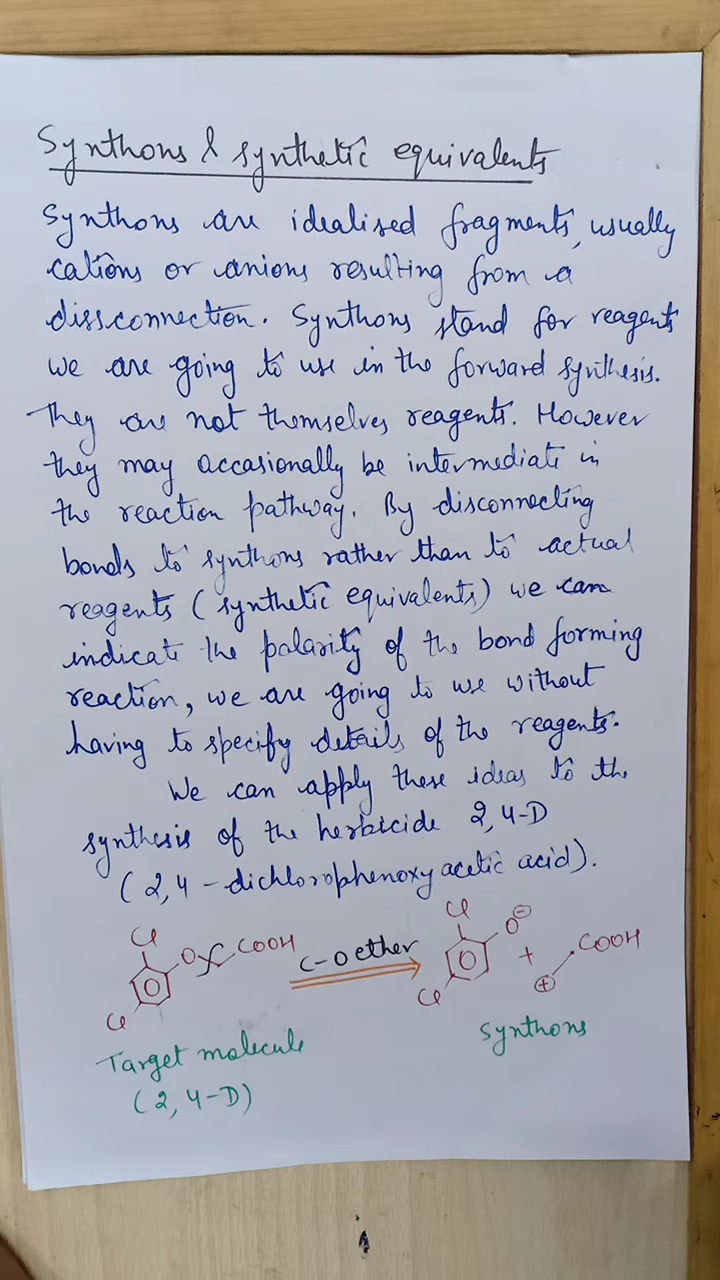 Synthons & synthetic equivalents
Synthons are idealised fragments, usually
cations or anions resulting from a
dissconnection. Synthons stand for reagents
we are going to use in the forward synthesis.
They are not themselves reagents. However
they may accasionally be intermediate in
the reaction pathway. By disconnecting
bonds to synthons rather than to actual
reagents (synthetic equivalents) we can
indicate the polarity of the bond forming
reaction, we are going to use without
having to specify details of the reagents.
We can apply these ideas to the
synthesis of the herbicide 2,4-D
(2,4-dichlorophenoxy acetic acid).
Cl O COOH Cl C-O ether Cl O⊖ + ⊕ COOH Cl
Target molecule Synthons
(2,4-D)